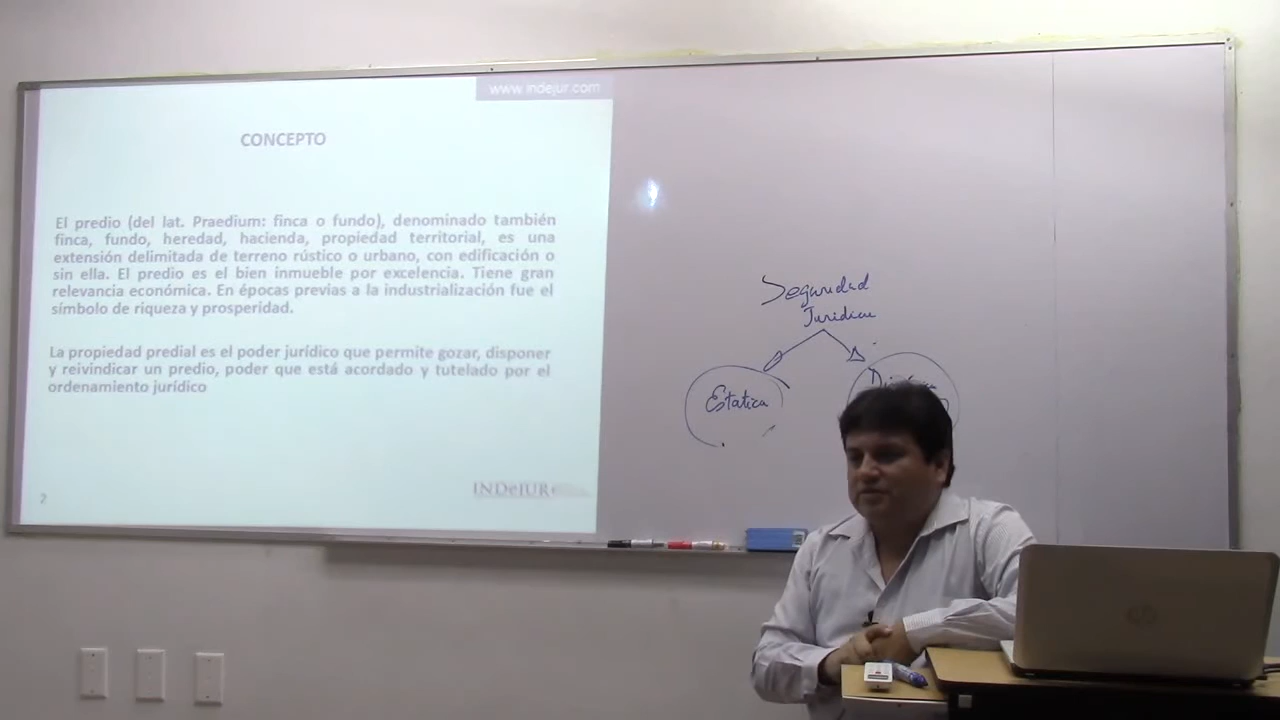 www.indejur.com
CONCEPTO
El predio (del lat. Praedium: finca o fundo), denominado también
finca, fundo, heredad, hacienda, propiedad territorial, es una
extensión delimitada de terreno rústico o urbano, con edificación o
sin ella. El predio es el bien inmueble por excelencia. Tiene gran
relevancia económica. En épocas previas a la industrialización fue el
símbolo de riqueza y prosperidad.
La propiedad predial es el poder jurídico que permite gozar, disponer
y reivindicar un predio, poder que está acordado y tutelado por el
ordenamiento jurídico
INDeJUR
Seguridad
Juridica
Estatica